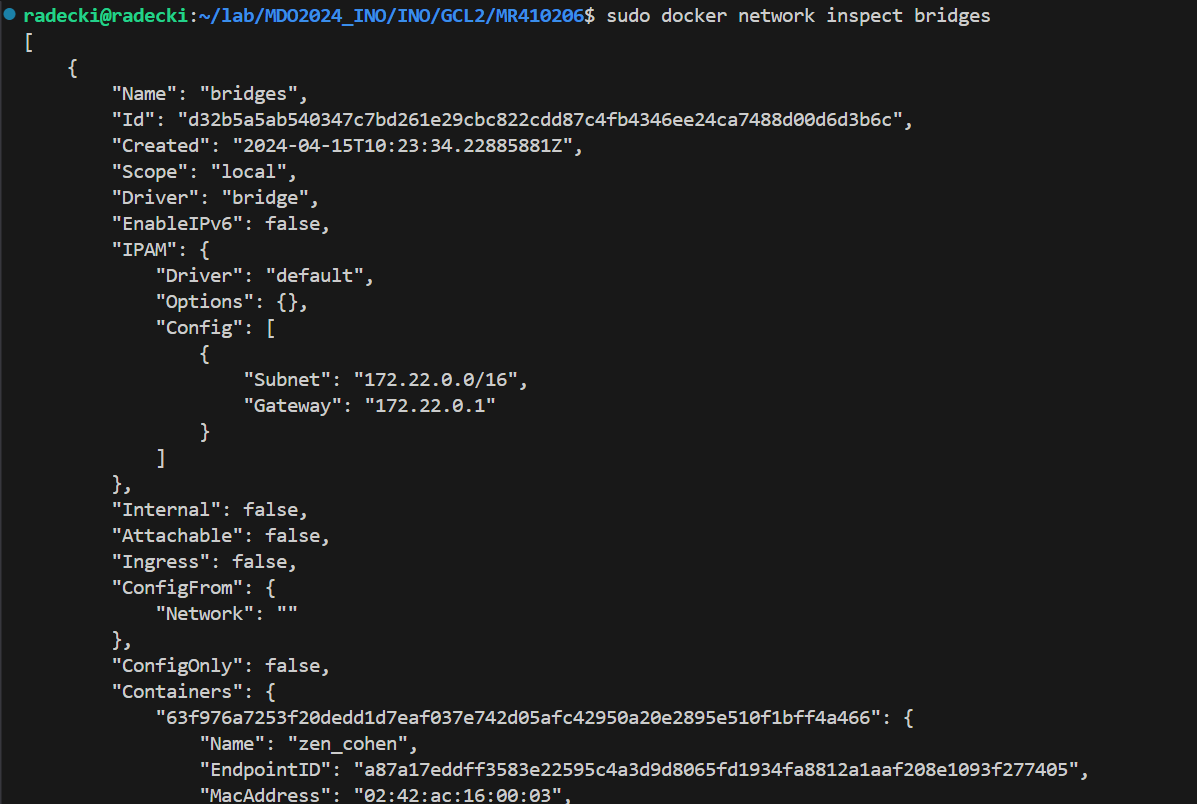 radecki@radecki:~/lab/MDO2024_INO/INO/GCL2/MR410206$ sudo docker network inspect bridges
[
    {
        "Name": "bridges",
        "Id": "d32b5a5ab540347c7bd261e29cbc822cdd87c4fb4346ee24ca7488d00d6d3b6c",
        "Created": "2024-04-15T10:23:34.22885881Z",
        "Scope": "local",
        "Driver": "bridge",
        "EnableIPv6": false,
        "IPAM": {
            "Driver": "default",
            "Options": {},
            "Config": [
                {
                    "Subnet": "172.22.0.0/16",
                    "Gateway": "172.22.0.1"
                }
            ]
        },
        "Internal": false,
        "Attachable": false,
        "Ingress": false,
        "ConfigFrom": {
            "Network": ""
        },
        "ConfigOnly": false,
        "Containers": {
            "63f976a7253f20dedd1d7eaf037e742d05afc42950a20e2895e510f1bff4a466": {
                "Name": "zen_cohen",
                "EndpointID": "a87a17eddff3583e22595c4a3d9d8065fd1934fa8812a1aaf208e1093f277405",
                "MacAddress": "02:42:ac:16:00:03",